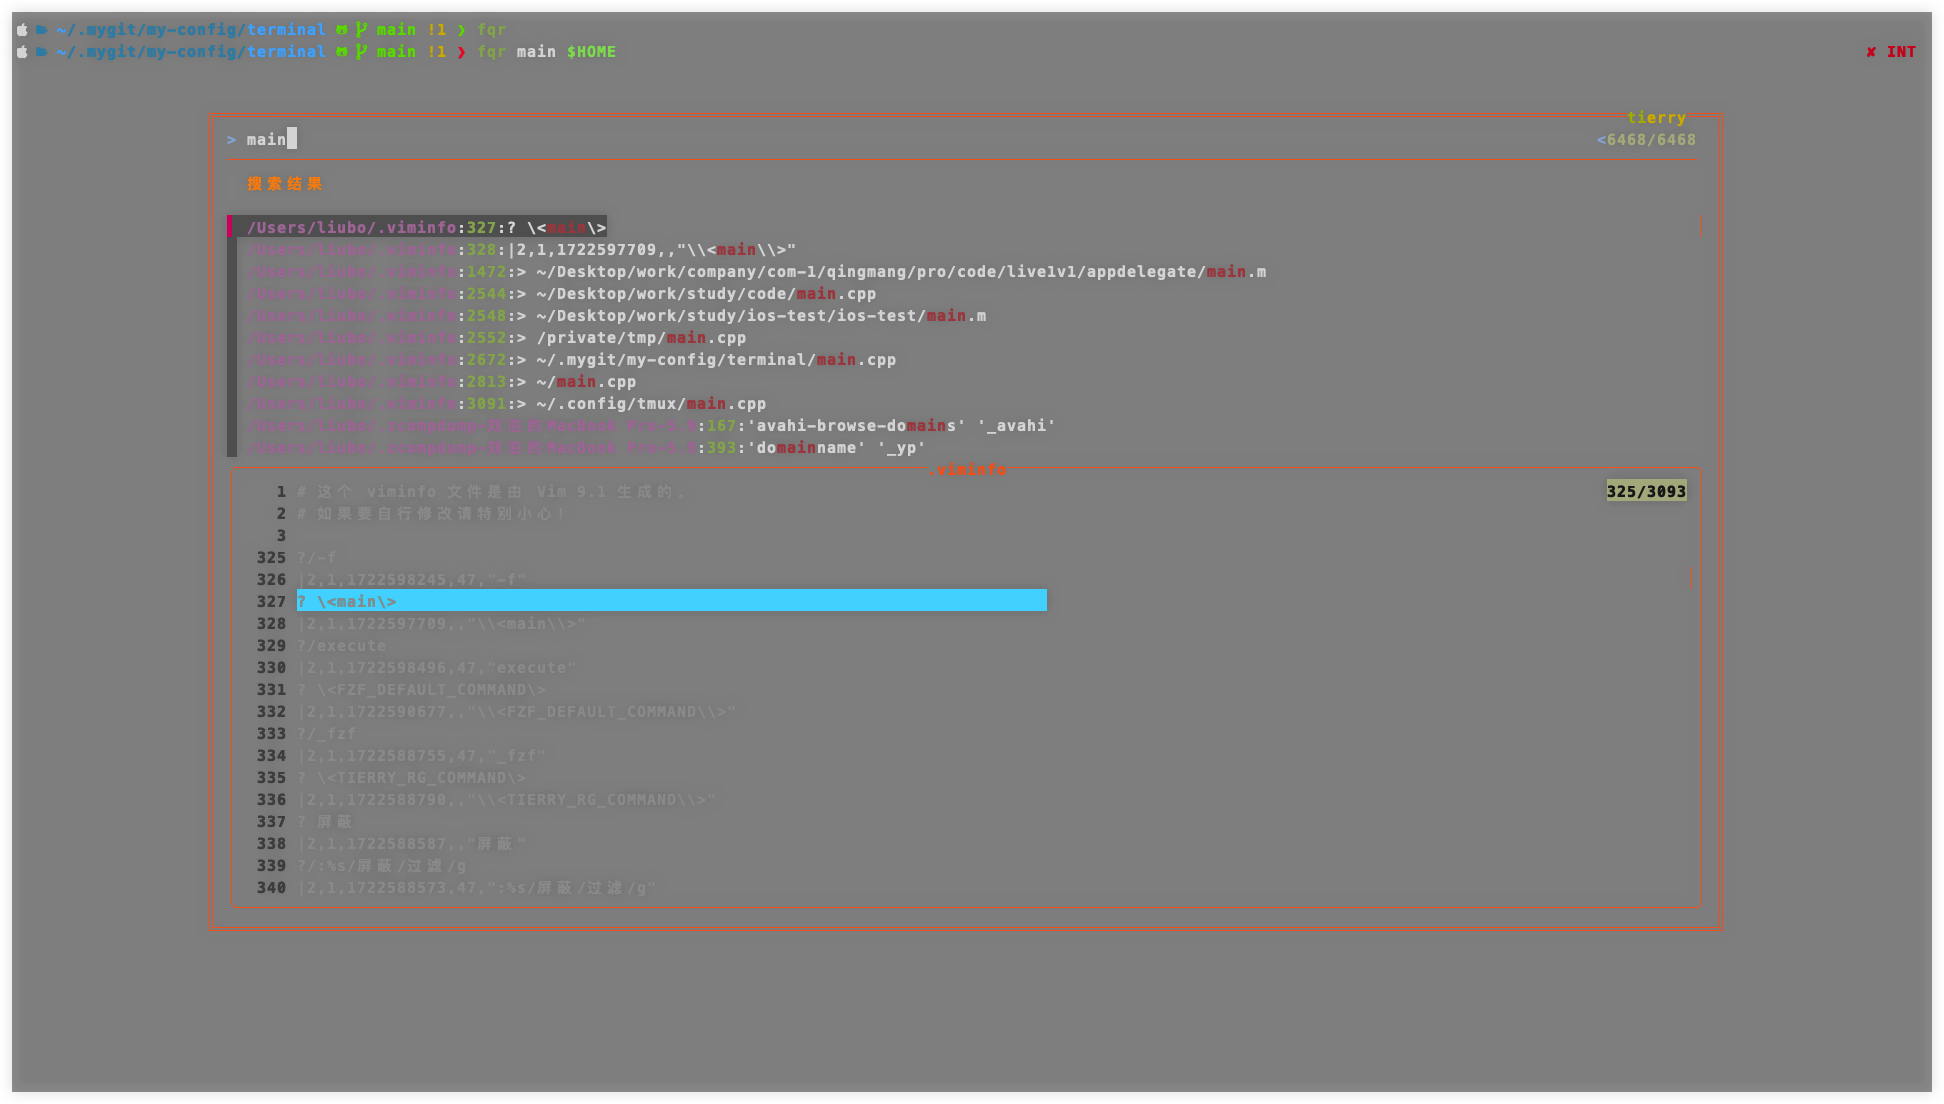 ~/.mygit/my-config/terminal main !1 ❯ fqr
~/.mygit/my-config/terminal main !1 ❯ fqr main $HOME
✘ INT
tierry
> main
<6468/6468
搜索结果
/Users/liubo/.viminfo:327:? \<main\>
/Users/liubo/.viminfo:328:|2,1,1722597709,,"\\<main\\>"
/Users/liubo/.viminfo:1472:> ~/Desktop/work/company/com-1/qingmang/pro/code/live1v1/appdelegate/main.m
/Users/liubo/.viminfo:2544:> ~/Desktop/work/study/code/main.cpp
/Users/liubo/.viminfo:2548:> ~/Desktop/work/study/ios-test/ios-test/main.m
/Users/liubo/.viminfo:2552:> /private/tmp/main.cpp
/Users/liubo/.viminfo:2672:> ~/.mygit/my-config/terminal/main.cpp
/Users/liubo/.viminfo:2813:> ~/main.cpp
/Users/liubo/.viminfo:3091:> ~/.config/tmux/main.cpp
:167:'avahi-browse-domains' '_avahi'
:393:'domainname' '_yp'
.viminfo
1 # 这个 viminfo 文件是由 Vim 9.1 生成的。
325/3093
2 # 如果要自行修改请特别小心！
3
325 ?/-f
326 |2,1,1722598245,47,"-f"
327 ? \<main\>
328 |2,1,1722597709,,"\\<main\\>"
329 ?/execute
330 |2,1,1722598496,47,"execute"
331 ? \<FZF_DEFAULT_COMMAND\>
332 |2,1,1722590677,,"\\<FZF_DEFAULT_COMMAND\\>"
333 ?/_fzf
334 |2,1,1722588755,47,"_fzf"
335 ? \<TIERRY_RG_COMMAND\>
336 |2,1,1722588790,,"\\<TIERRY_RG_COMMAND\\>"
337 ? 屏蔽
338 |2,1,1722588587,,"屏蔽"
339 ?/:%s/屏蔽/过滤/g
340 |2,1,1722588573,47,":%s/屏蔽/过滤/g"